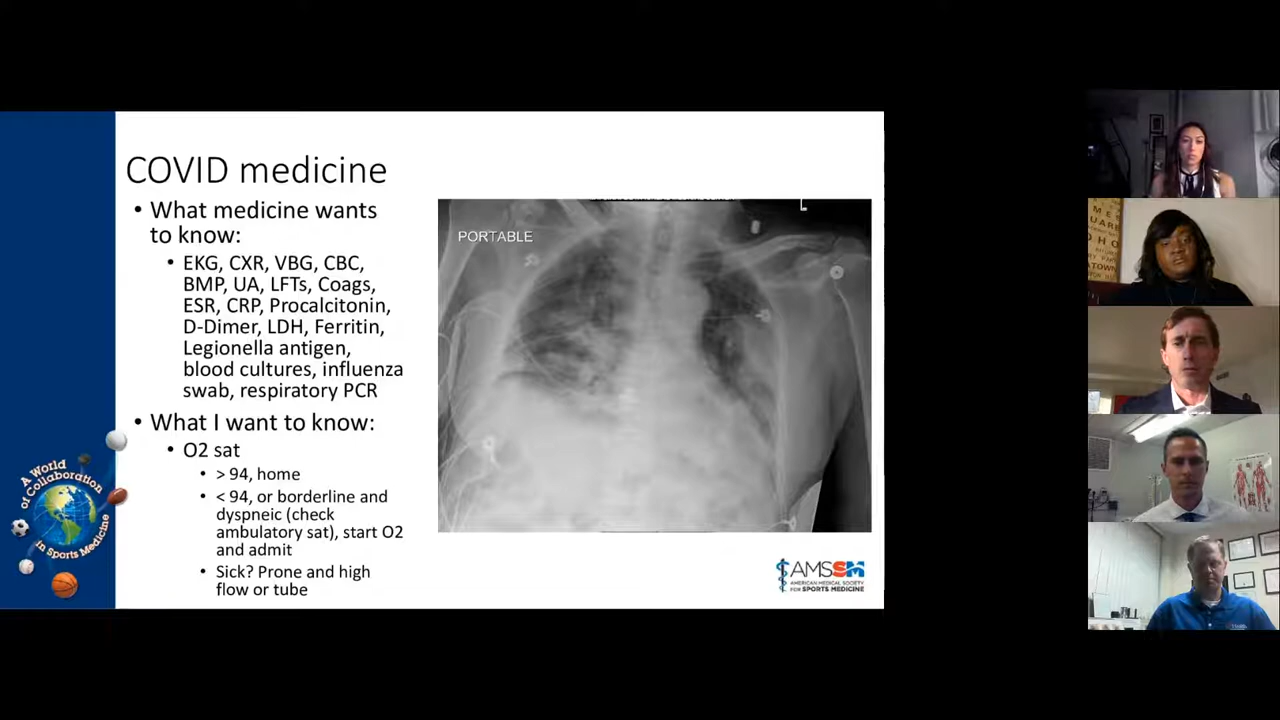 COVID medicine
• What medicine wants
to know:
• EKG, CXR, VBG, CBC,
BMP, UA, LFTs, Coags,
ESR, CRP, Procalcitonin,
D-Dimer, LDH, Ferritin,
Legionella antigen,
blood cultures, influenza
swab, respiratory PCR
• What I want to know:
• O2 sat
• > 94, home
• < 94, or borderline and
dyspneic (check
ambulatory sat), start O2
and admit
• Sick? Prone and high
flow or tube
PORTABLE
L
A World
of Collaboration
in Sports Medicine
AMSSM
AMERICAN MEDICAL SOCIETY
FOR SPORTS MEDICINE